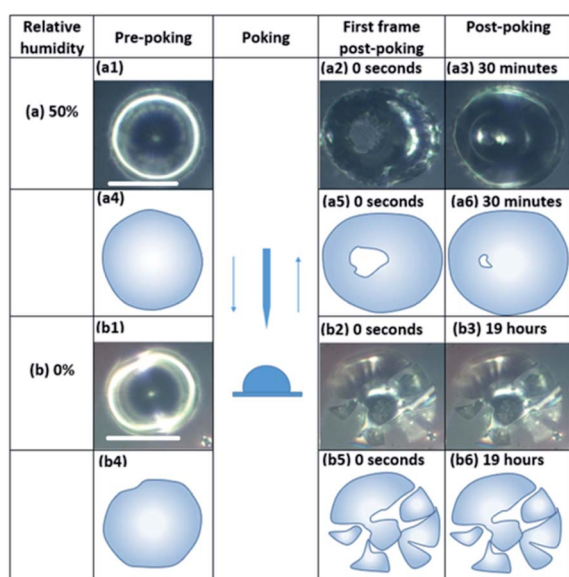 Relative humidity
Pre-poking
Poking
First frame post-poking
Post-poking
(a) 50%
(a1)
(a2) 0 seconds
(a3) 30 minutes
(a4)
(a5) 0 seconds
(a6) 30 minutes
(b) 0%
(b1)
(b2) 0 seconds
(b3) 19 hours
(b4)
(b5) 0 seconds
(b6) 19 hours